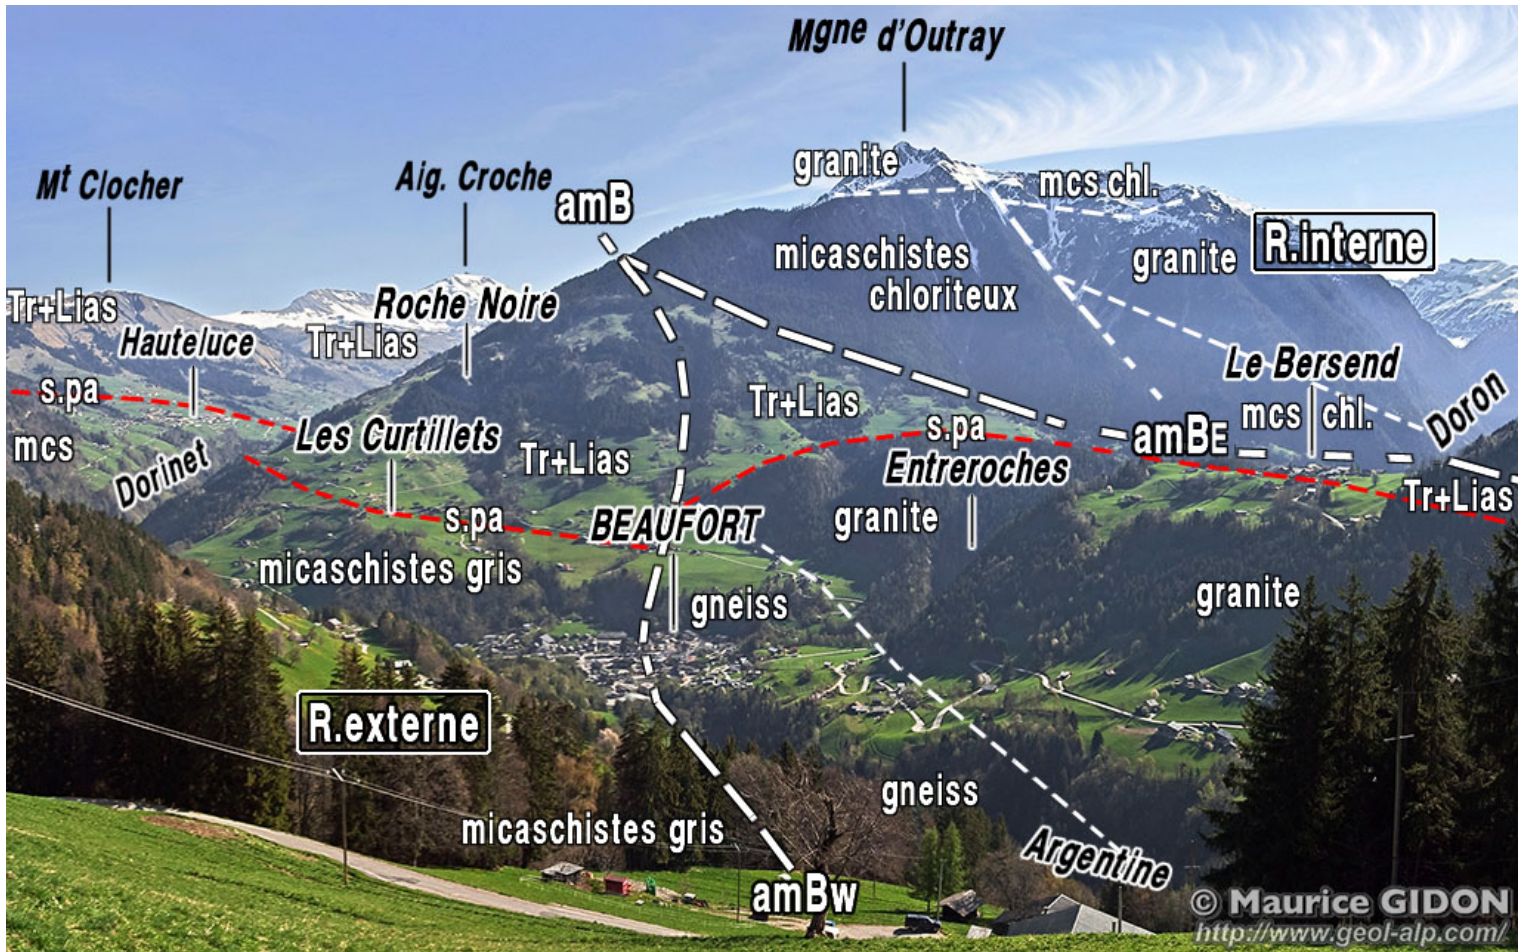 Mgne d'Outray
granite
mcs chl.
Mt Clocher
Aig. Croche
amB
R.interne
micaschistes
chloriteux
granite
Tr+Lias
Roche Noire
Hauteluce
Tr+Lias
Le Bersend
s.pa
Tr+Lias
s.pa
mcs chl.
Doron
mcs
Les Curtillets
amBE
Dorinet
Tr+Lias
Entreroches
Tr+Lias
s.pa
BEAUFORT
granite
micaschistes gris
gneiss
granite
R.externe
gneiss
micaschistes gris
Argentine
amBw
© Maurice GIDON
http://www.geol-alp.com/